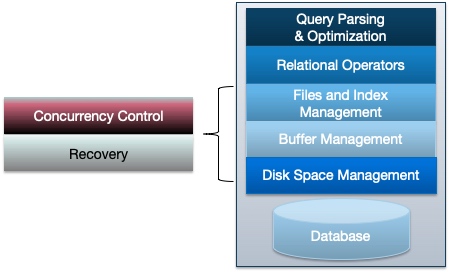 Concurrency Control
Recovery
Query Parsing
& Optimization
Relational Operators
Files and Index
Management
Buffer Management
Disk Space Management
Database